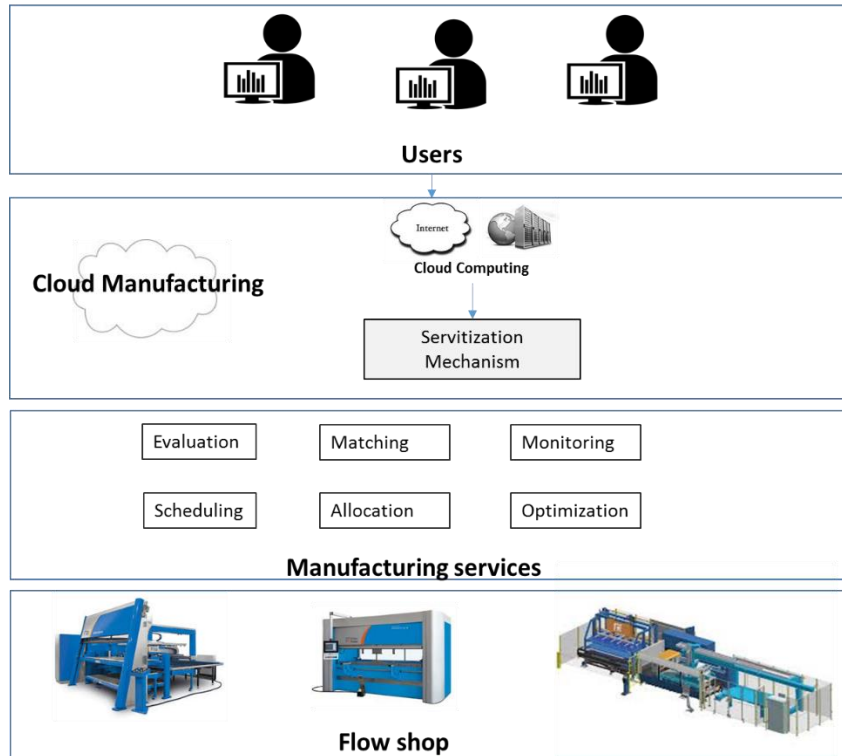 Users
Internet
Cloud Computing
Cloud Manufacturing
Servitization
Mechanism
Evaluation
Matching
Monitoring
Scheduling
Allocation
Optimization
Manufacturing services
Flow shop